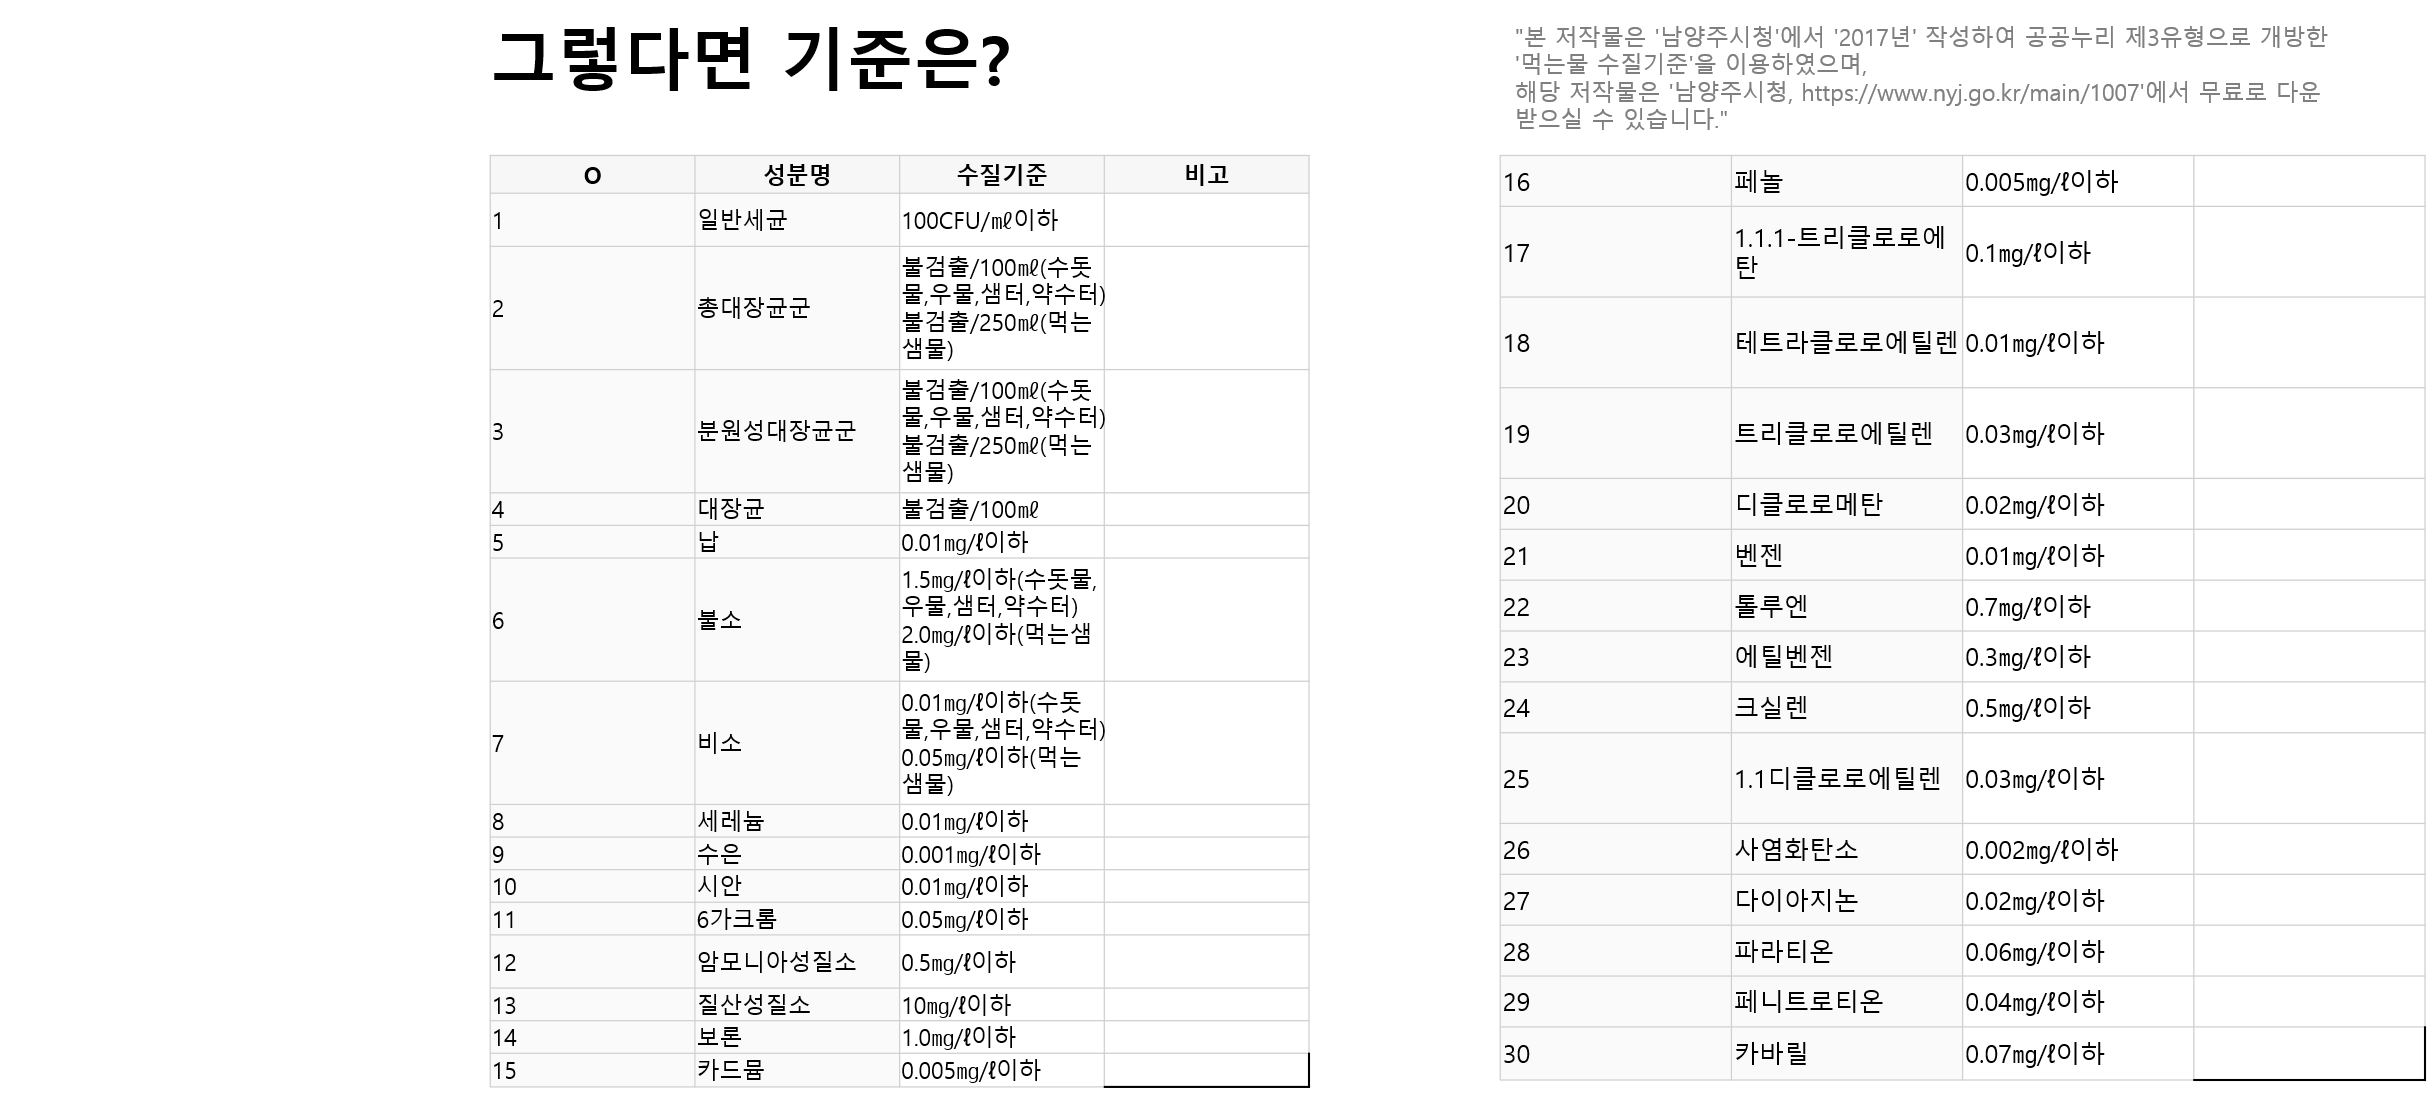 그렇다면 기준은?
"본 저작물은 '남양주시청'에서 '2017년' 작성하여 공공누리 제3유형으로 개방한
'먹는물 수질기준'을 이용하였으며,
해당 저작물은 '남양주시청, https://www.nyj.go.kr/main/1007'에서 무료로 다운
받으실 수 있습니다."
O 성분명 수질기준 비고
1 일반세균 100CFU/㎖이하
2 총대장균군 불검출/100㎖(수돗
물,우물,샘터,약수터)
불검출/250㎖(먹는
샘물)
3 분원성대장균군 불검출/100㎖(수돗
물,우물,샘터,약수터)
불검출/250㎖(먹는
샘물)
4 대장균 불검출/100㎖
5 납 0.01㎎/ℓ이하
6 불소 1.5㎎/ℓ이하(수돗물,
우물,샘터,약수터)
2.0㎎/ℓ이하(먹는샘
물)
7 비소 0.01㎎/ℓ이하(수돗
물,우물,샘터,약수터)
0.05㎎/ℓ이하(먹는
샘물)
8 세레늄 0.01㎎/ℓ이하
9 수은 0.001㎎/ℓ이하
10 시안 0.01㎎/ℓ이하
11 6가크롬 0.05㎎/ℓ이하
12 암모니아성질소 0.5㎎/ℓ이하
13 질산성질소 10㎎/ℓ이하
14 보론 1.0㎎/ℓ이하
15 카드뮴 0.005㎎/ℓ이하
16 페놀 0.005㎎/ℓ이하
17 1.1.1-트리클로로에
탄 0.1㎎/ℓ이하
18 테트라클로로에틸렌 0.01㎎/ℓ이하
19 트리클로로에틸렌 0.03㎎/ℓ이하
20 디클로로메탄 0.02㎎/ℓ이하
21 벤젠 0.01㎎/ℓ이하
22 톨루엔 0.7㎎/ℓ이하
23 에틸벤젠 0.3㎎/ℓ이하
24 크실렌 0.5㎎/ℓ이하
25 1.1디클로로에틸렌 0.03㎎/ℓ이하
26 사염화탄소 0.002㎎/ℓ이하
27 다이아지논 0.02㎎/ℓ이하
28 파라티온 0.06㎎/ℓ이하
29 페니트로티온 0.04㎎/ℓ이하
30 카바릴 0.07㎎/ℓ이하